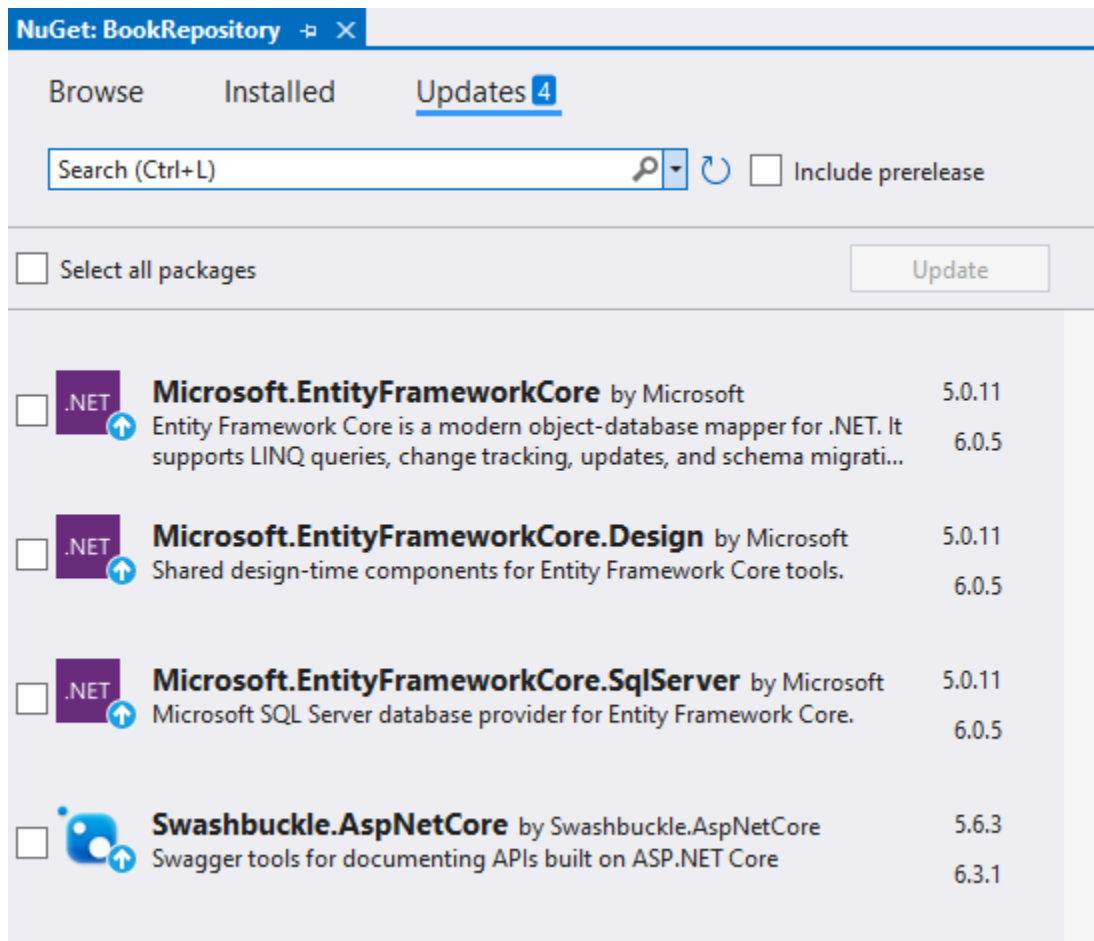 NuGet: BookRepository
Browse Installed Updates 4
Search (Ctrl+L) Include prerelease
Select all packages Update
.NET Microsoft.EntityFrameworkCore by Microsoft 5.0.11
Entity Framework Core is a modern object-database mapper for .NET. It
supports LINQ queries, change tracking, updates, and schema migrati... 6.0.5
.NET Microsoft.EntityFrameworkCore.Design by Microsoft 5.0.11
Shared design-time components for Entity Framework Core tools. 6.0.5
.NET Microsoft.EntityFrameworkCore.SqlServer by Microsoft 5.0.11
Microsoft SQL Server database provider for Entity Framework Core. 6.0.5
Swashbuckle.AspNetCore by Swashbuckle.AspNetCore 5.6.3
Swagger tools for documenting APIs built on ASP.NET Core 6.3.1